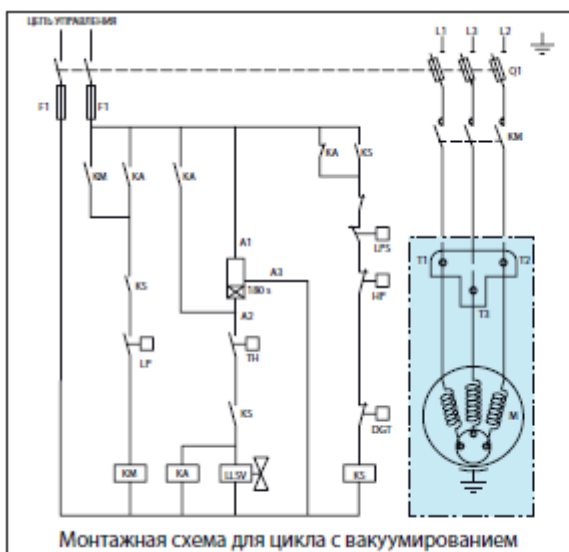 ЦЕПЬ УПРАВЛЕНИЯ
L1 L3 L2
F1 F1 Q1
KA KS KM
KM KA KA
LPS
A1 T1 T2
A3
HP
180 s
KS A2 T3
LP TH
KS DGT M
KM KA LLSV KS
Монтажная схема для цикла с вакуумированием